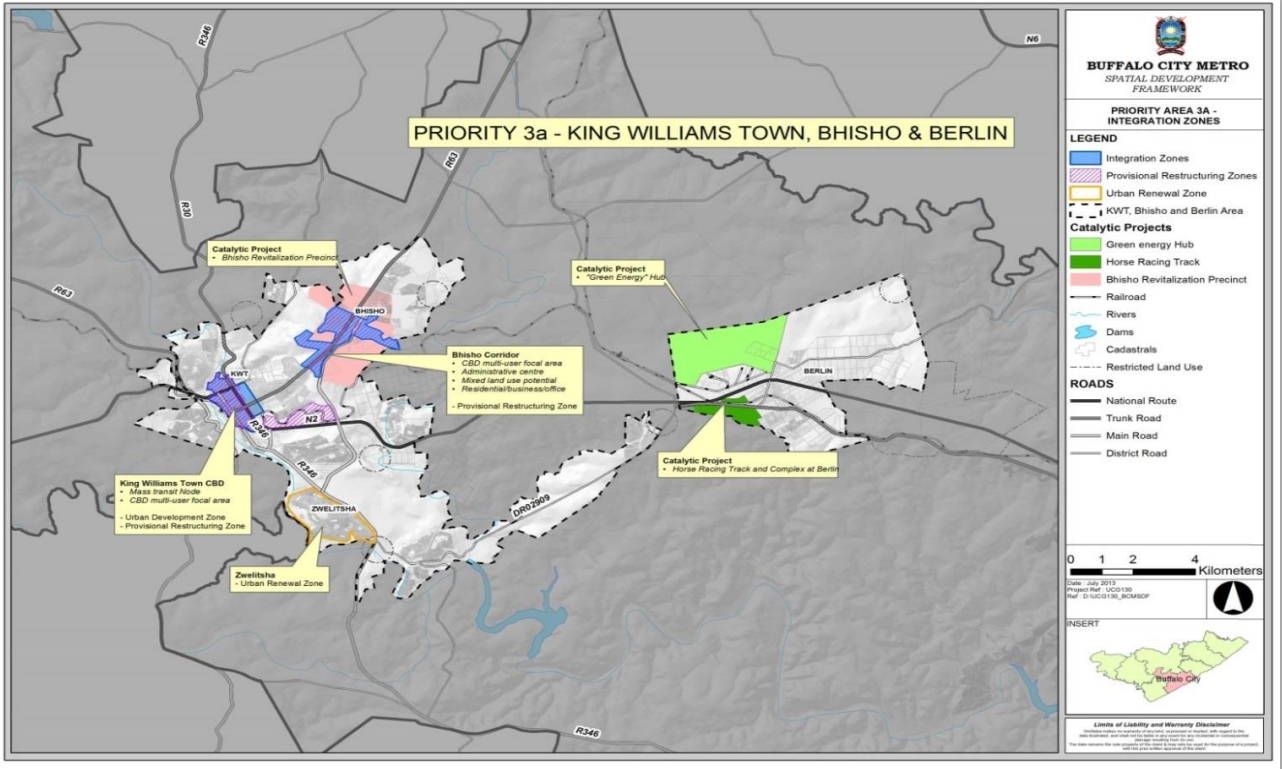 PRIORITY 3a - KING WILLIAMS TOWN, BHISHO & BERLIN
R346
N6
R63
R30
R63
Catalytic Project
• Bhisho Revitalization Precinct
BHISHO
Catalytic Project
• "Green Energy" Hub
Bhisho Corridor
• CBD multi-user focal area
• Administrative centre
• Mixed land use potential
• Residential/business/office
- Provisional Restructuring Zone
KWT
BERLIN
N2
R346
R346
Catalytic Project
• Horse Racing Track and Complex at Berlin
King Williams Town CBD
• Mass transit Node
• CBD multi-user focal area
- Urban Development Zone
- Provisional Restructuring Zone
ZWELITSHA
DR02909
Zwelitsha
- Urban Renewal Zone
R346
BUFFALO CITY METRO
SPATIAL DEVELOPMENT
FRAMEWORK
PRIORITY AREA 3A -
INTEGRATION ZONES
LEGEND
Integration Zones
Provisional Restructuring Zones
Urban Renewal Zone
KWT, Bhisho and Berlin Area
Catalytic Projects
Green energy Hub
Horse Racing Track
Bhisho Revitalization Precinct
Railroad
Rivers
Dams
Cadastrals
Restricted Land Use
ROADS
National Route
Trunk Road
Main Road
District Road
0 1 2 4
Kilometers
Date : July 2013
Project Ref : UCG130
Ref : D:\UCG130_BCMSDF
INSERT
Buffalo City
Limits of Liability and Warranty Disclaimer